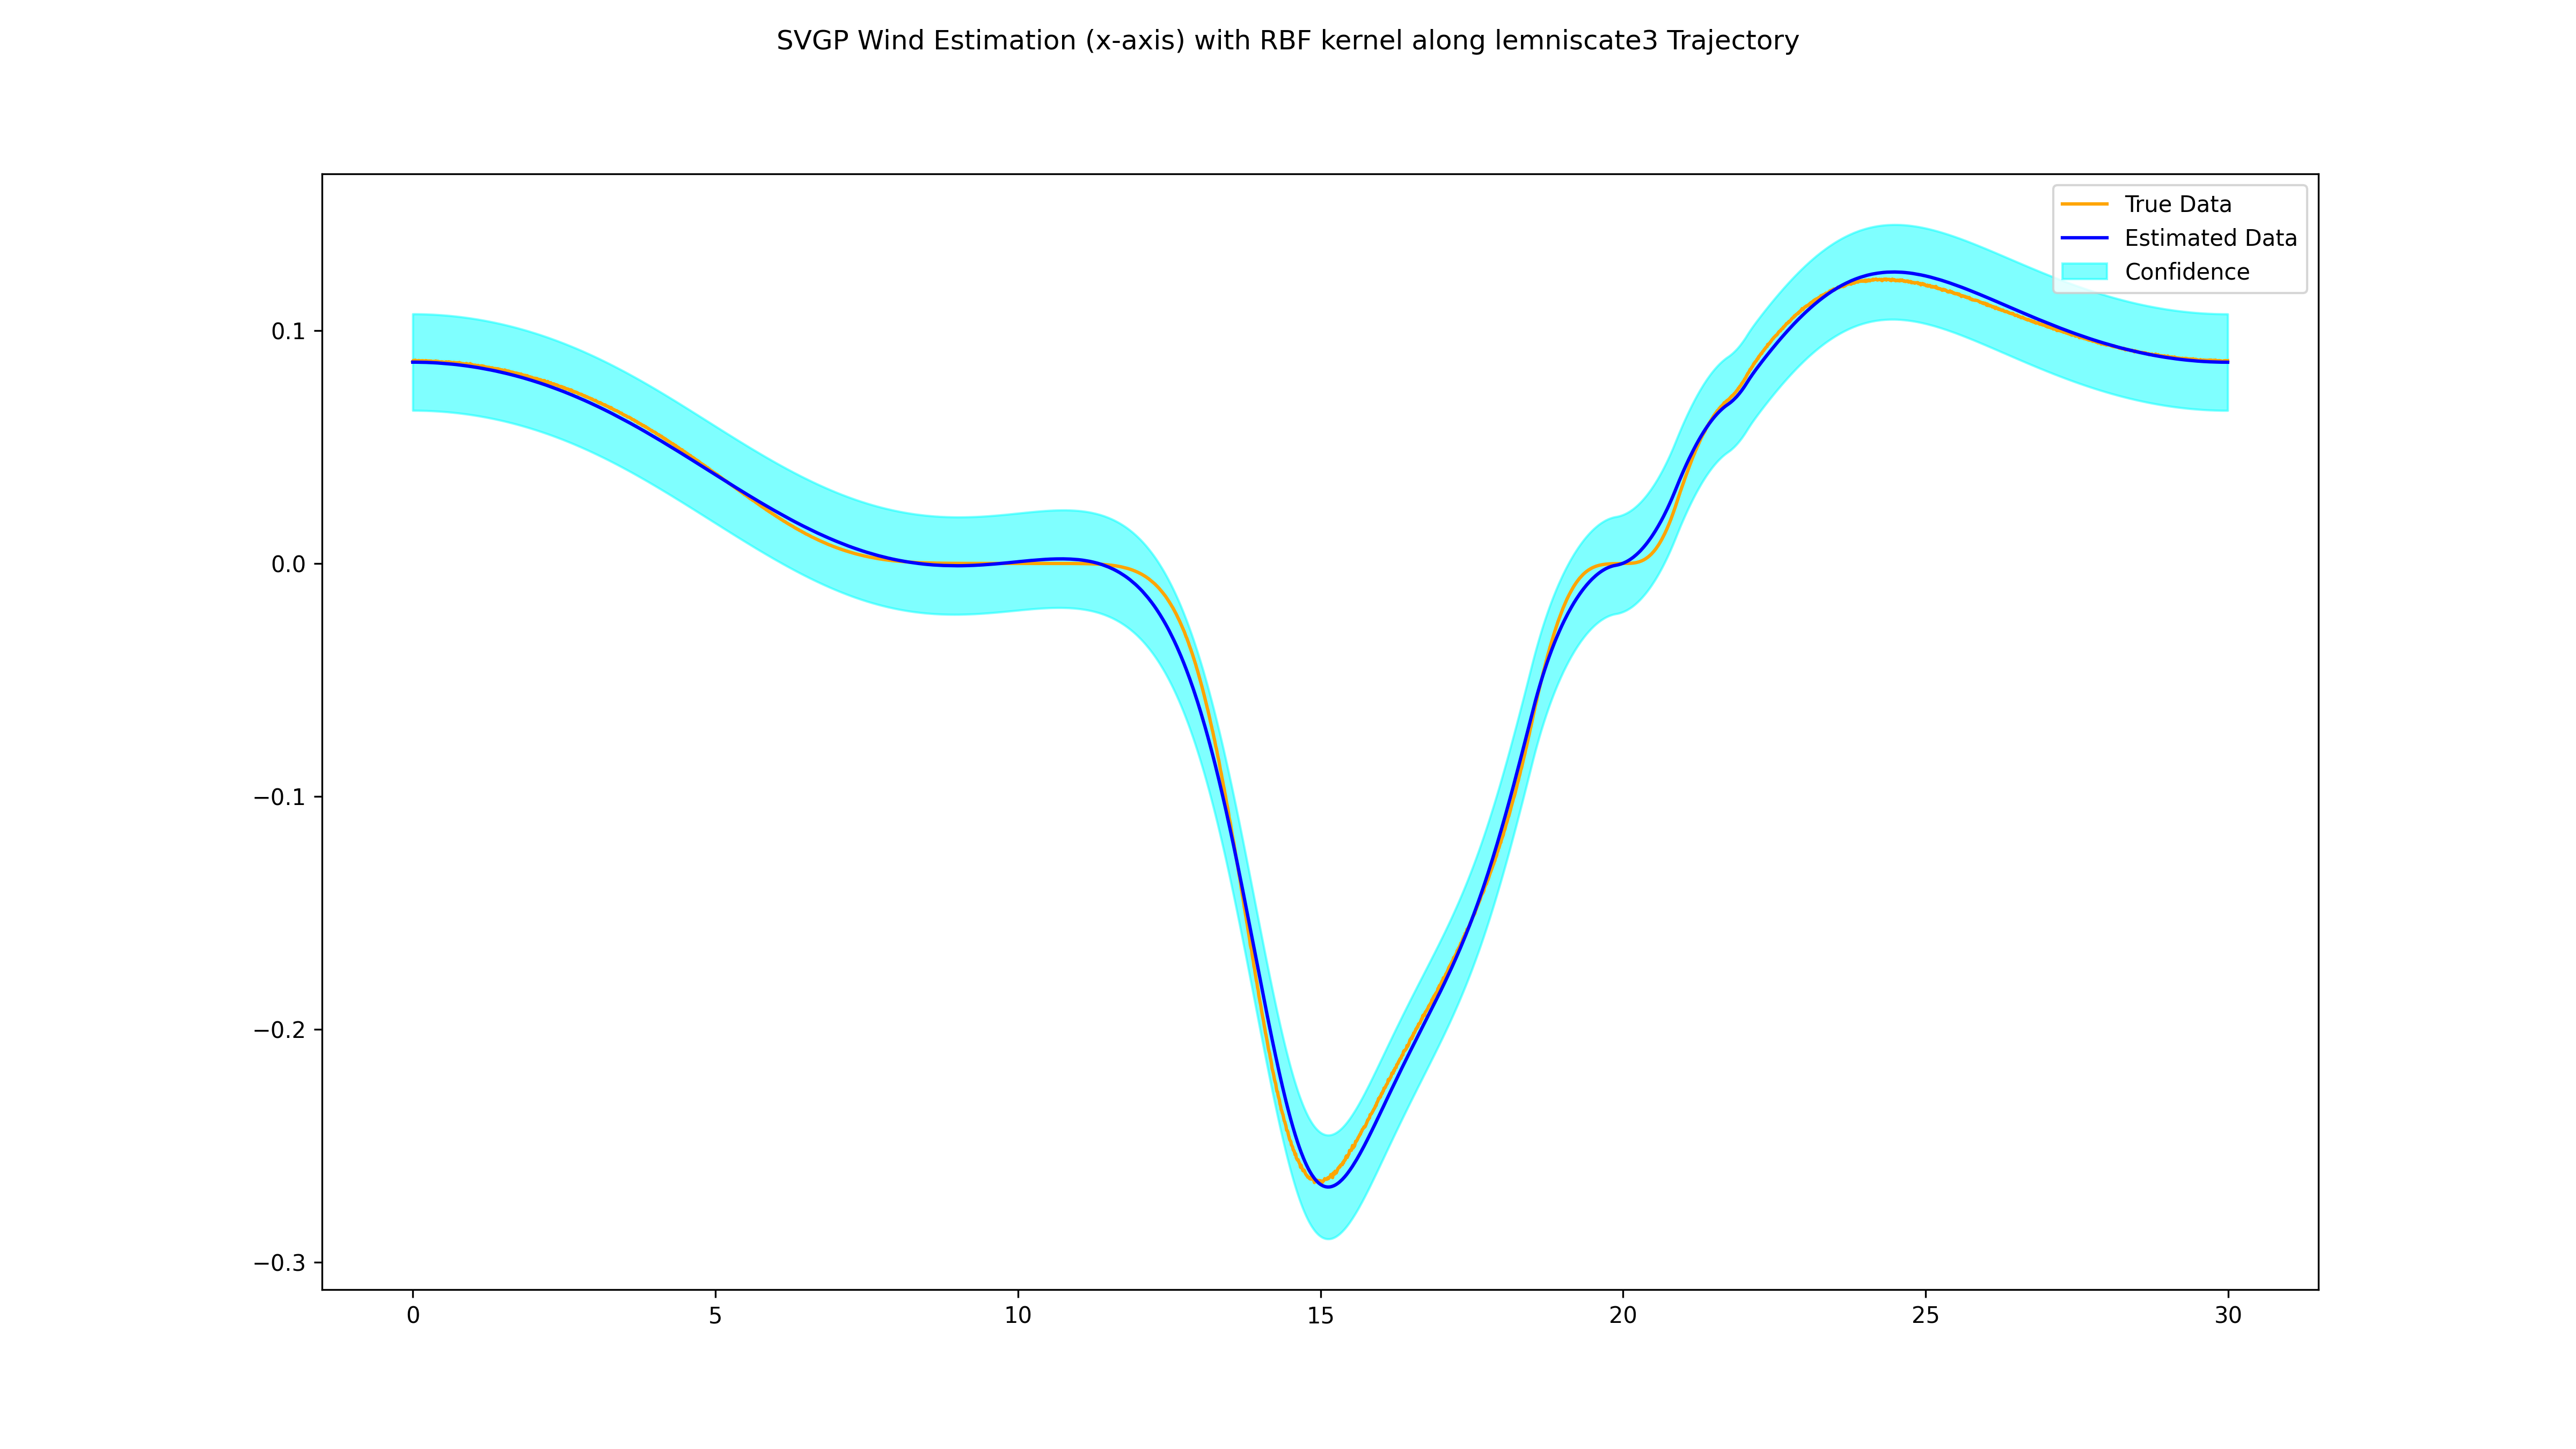 SVGP Wind Estimation (x-axis) with RBF kernel along lemniscate3 Trajectory
True Data
Estimated Data
Confidence
0.1
0.0
−0.1
−0.2
−0.3
0 5 10 15 20 25 30